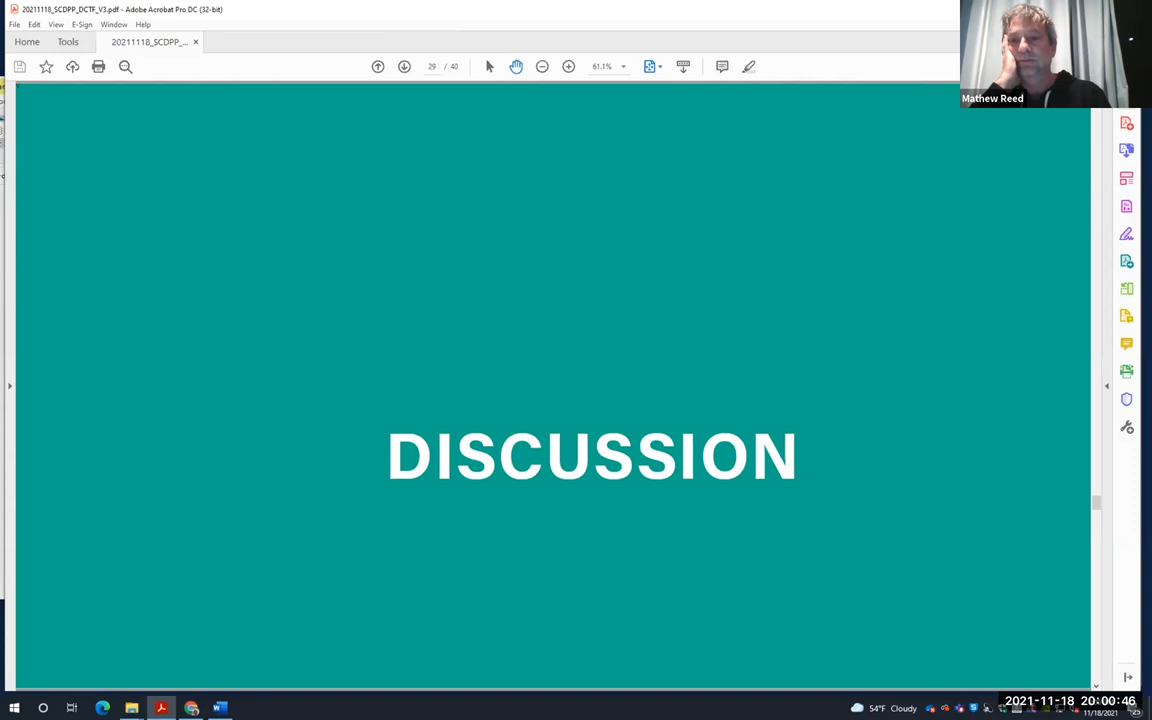 20211118_SCDPP_DCTF_V3.pdf - Adobe Acrobat Pro DC (32-bit)
File Edit View E-Sign Window Help
Home Tools 20211118_SCDPP_... ×
29 / 40 61.1%
Mathew Reed
DISCUSSION
54°F Cloudy
2021-11-18 20:00:46
11/18/2021